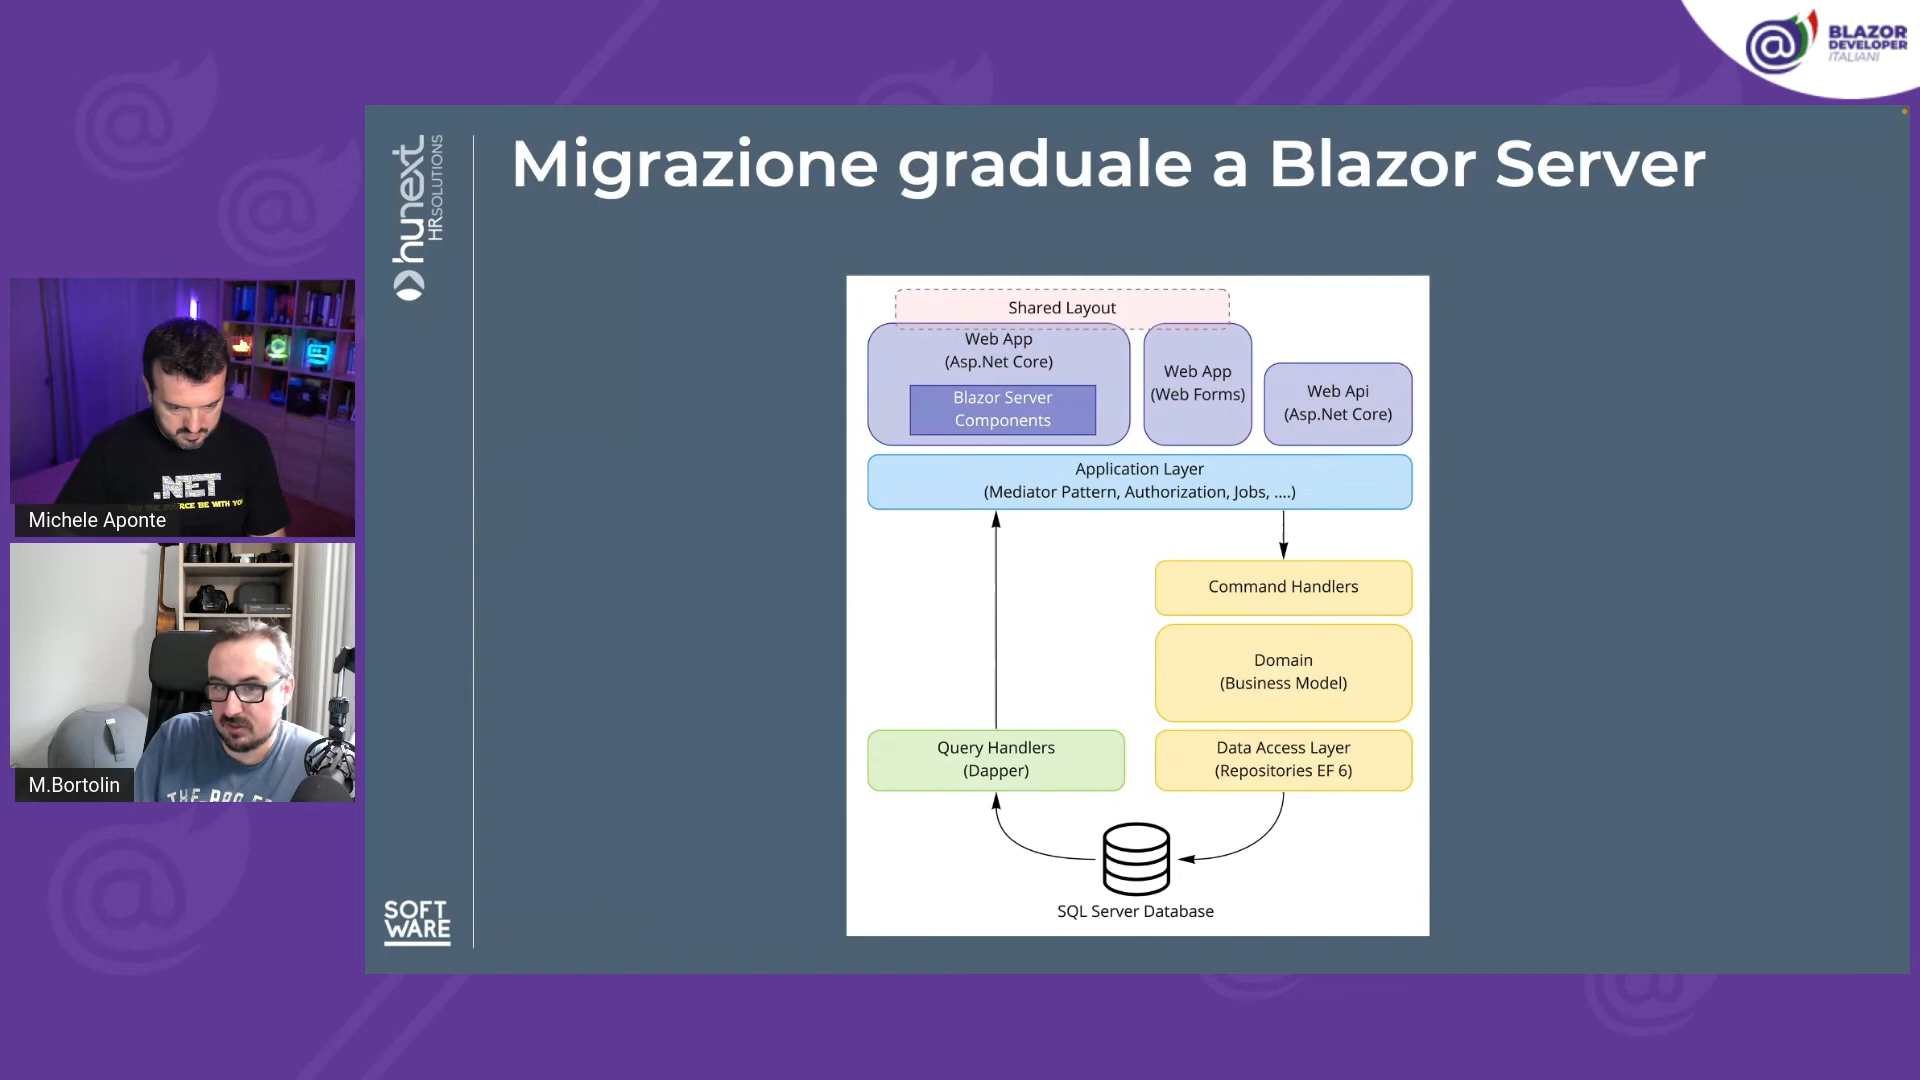 BLAZOR
DEVELOPER
ITALIANI
hunext
HRSOLUTIONS
Migrazione graduale a Blazor Server
Shared Layout
Web App
(Asp.Net Core)
Blazor Server
Components
Web App
(Web Forms)
Web Api
(Asp.Net Core)
Application Layer
(Mediator Pattern, Authorization, Jobs, ....)
Command Handlers
Domain
(Business Model)
Query Handlers
(Dapper)
Data Access Layer
(Repositories EF 6)
SQL Server Database
.NET
BE WITH YOU
Michele Aponte
M.Bortolin
SOFT
WARE